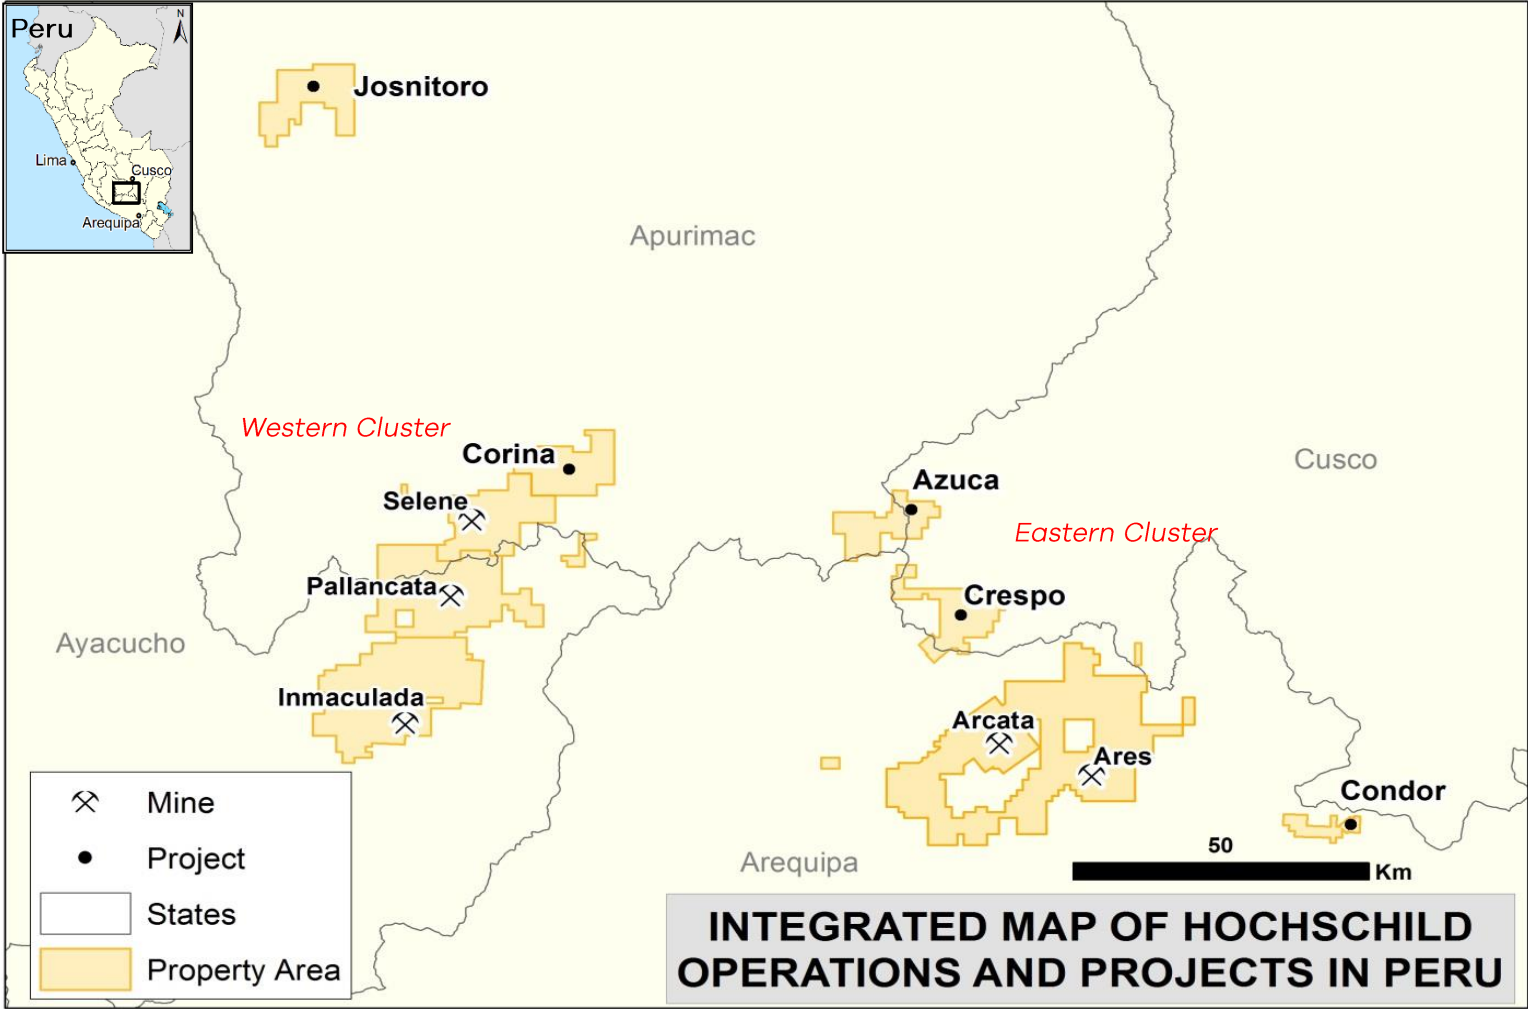 Peru
N
Lima
Cusco
Arequipa
Josnitoro
Apurimac
Western Cluster
Corina
Selene
Azuca
Cusco
Eastern Cluster
Pallancata
Crespo
Ayacucho
Inmaculada
Arcata
Ares
Condor
Mine
Project
States
Property Area
Arequipa
50
Km
INTEGRATED MAP OF HOCHSCHILD
OPERATIONS AND PROJECTS IN PERU